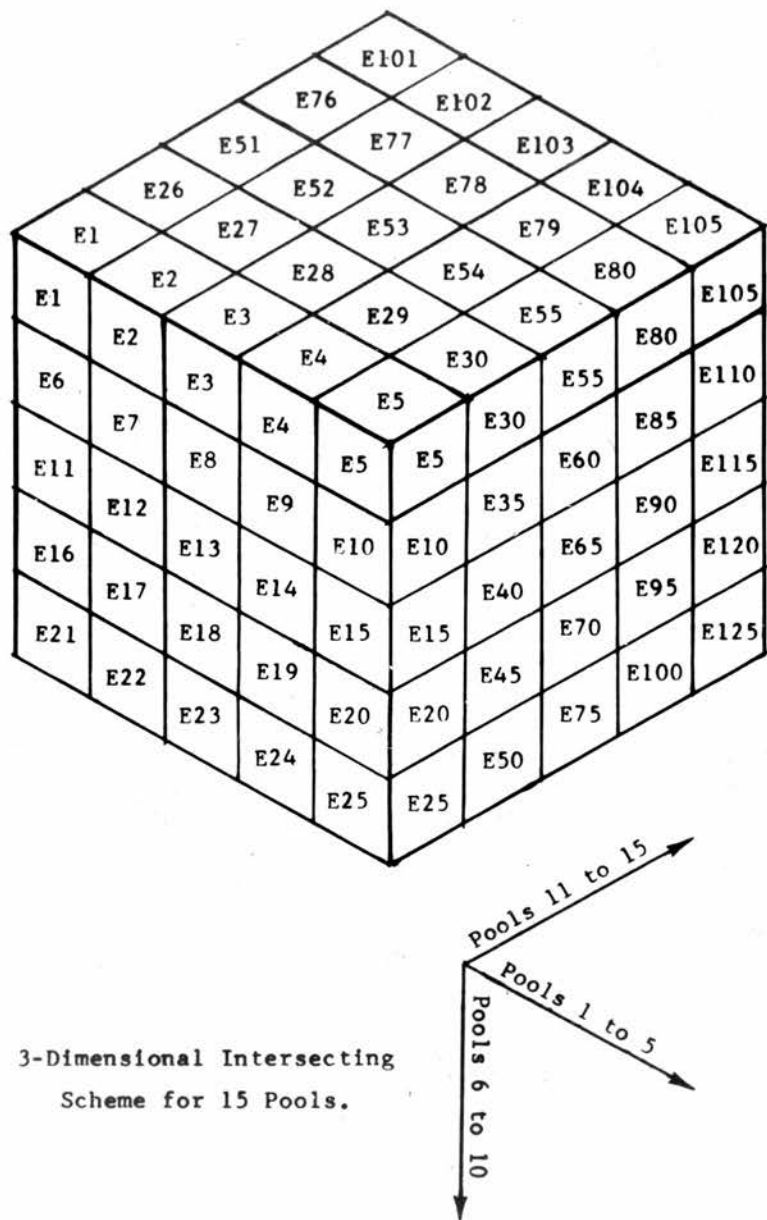 E101
E76 E102
E51 E77 E103
E26 E52 E78 E104
E1 E27 E53 E79 E105
E2 E28 E54 E80
E3 E29 E55
E4 E30
E5
E1 E2 E3 E4 E5
E6 E7 E8 E9 E10
E11 E12 E13 E14 E15
E16 E17 E18 E19 E20
E21 E22 E23 E24 E25
E5 E30 E55 E80 E105
E10 E35 E60 E85 E110
E15 E40 E65 E90 E115
E20 E45 E70 E95 E120
E25 E50 E75 E100 E125
Pools 11 to 15
Pools 1 to 5
Pools 6 to 10
3-Dimensional Intersecting
Scheme for 15 Pools.